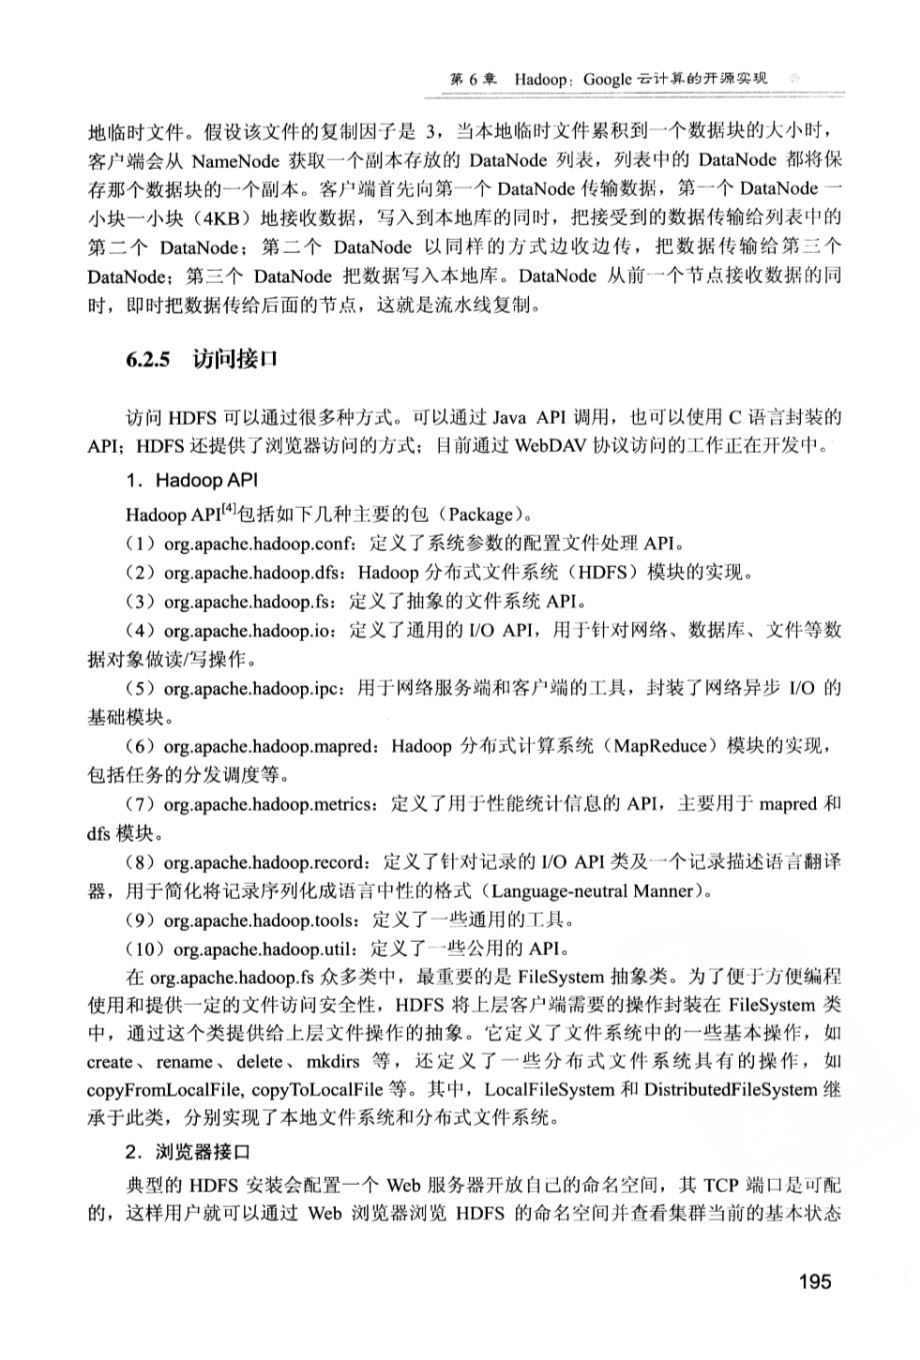 第 6 章 Hadoop：Google 云计算的开源实现
地临时文件。假设该文件的复制因子是 3，当本地临时文件累积到一个数据块的大小时，
客户端会从 NameNode 获取一个副本存放的 DataNode 列表，列表中的 DataNode 都将保
存那个数据块的一个副本。客户端首先向第一个 DataNode 传输数据，第一个 DataNode 一
小块一小块（4KB）地接收数据，写入到本地库的同时，把接受到的数据传输给列表中的
第二个 DataNode；第二个 DataNode 以同样的方式边收边传，把数据传输给第三个
DataNode；第三个 DataNode 把数据写入本地库。DataNode 从前一个节点接收数据的同
时，即时把数据传给后面的节点，这就是流水线复制。
6.2.5 访问接口
访问 HDFS 可以通过很多种方式。可以通过 Java API 调用，也可以使用 C 语言封装的
API；HDFS 还提供了浏览器访问的方式；目前通过 WebDAV 协议访问的工作正在开发中。
1．Hadoop API
Hadoop API[4]包括如下几种主要的包（Package）。
（1）org.apache.hadoop.conf：定义了系统参数的配置文件处理 API。
（2）org.apache.hadoop.dfs：Hadoop 分布式文件系统（HDFS）模块的实现。
（3）org.apache.hadoop.fs：定义了抽象的文件系统 API。
（4）org.apache.hadoop.io：定义了通用的 I/O API，用于针对网络、数据库、文件等数
据对象做读/写操作。
（5）org.apache.hadoop.ipc：用于网络服务端和客户端的工具，封装了网络异步 I/O 的
基础模块。
（6）org.apache.hadoop.mapred：Hadoop 分布式计算系统（MapReduce）模块的实现，
包括任务的分发调度等。
（7）org.apache.hadoop.metrics：定义了用于性能统计信息的 API，主要用于 mapred 和
dfs 模块。
（8）org.apache.hadoop.record：定义了针对记录的 I/O API 类及一个记录描述语言翻译
器，用于简化将记录序列化成语言中性的格式（Language-neutral Manner）。
（9）org.apache.hadoop.tools：定义了一些通用的工具。
（10）org.apache.hadoop.util：定义了一些公用的 API。
在 org.apache.hadoop.fs 众多类中，最重要的是 FileSystem 抽象类。为了便于方便编程
使用和提供一定的文件访问安全性，HDFS 将上层客户端需要的操作封装在 FileSystem 类
中，通过这个类提供给上层文件操作的抽象。它定义了文件系统中的一些基本操作，如
create、rename、delete、mkdirs 等，还定义了一些分布式文件系统具有的操作，如
copyFromLocalFile, copyToLocalFile 等。其中，LocalFileSystem 和 DistributedFileSystem 继
承于此类，分别实现了本地文件系统和分布式文件系统。
2．浏览器接口
典型的 HDFS 安装会配置一个 Web 服务器开放自己的命名空间，其 TCP 端口是可配
的，这样用户就可以通过 Web 浏览器浏览 HDFS 的命名空间并查看集群当前的基本状态
195